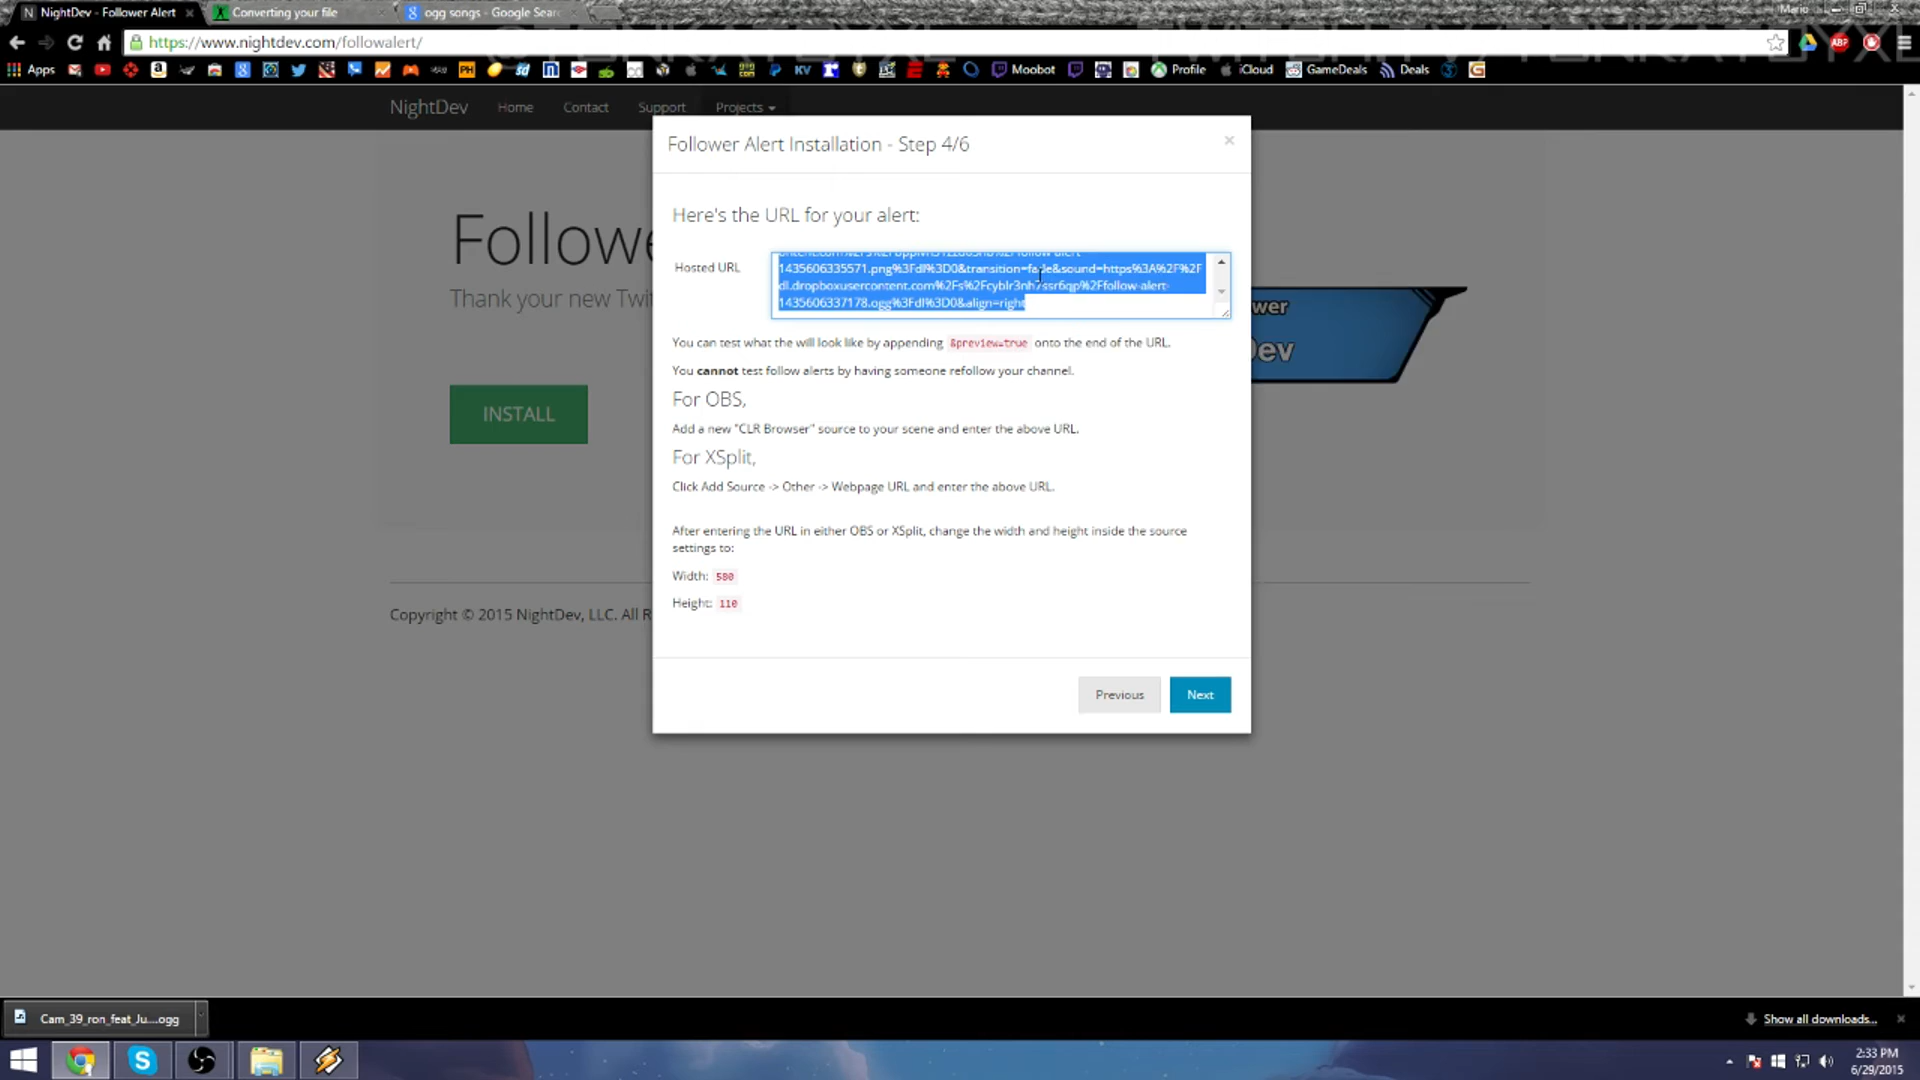 NightDev - Follower Alert
Converting your file
ogg songs - Google Sear
Mario
https://www.nightdev.com/followalert/
Apps
PH
sd
KV
Moobot
Profile
iCloud
GameDeals
Deals
NightDev Home Contact Support Projects
Follower Alert Installation - Step 4/6
Here's the URL for your alert:
Hosted URL
1435606335571.png%3Fdl%3D0&transition=fade&sound=https%3A%2F%2F
dl.dropboxusercontent.com%2Fs%2Fcyblr3nh7ssr6qp%2Ffollow-alert-
1435606337178.ogg%3Fdl%3D0&align=right
You can test what the will look like by appending &preview=true onto the end of the URL.
You cannot test follow alerts by having someone refollow your channel.
For OBS,
Add a new "CLR Browser" source to your scene and enter the above URL.
For XSplit,
Click Add Source -> Other -> Webpage URL and enter the above URL.
After entering the URL in either OBS or XSplit, change the width and height inside the source
settings to:
Width: 580
Height: 110
Previous
Next
Followe
Thank your new Twi
INSTALL
ower
Dev
Copyright © 2015 NightDev, LLC. All R
Cam_39_ron_feat_Ju....ogg
Show all downloads...
2:33 PM
6/29/2015